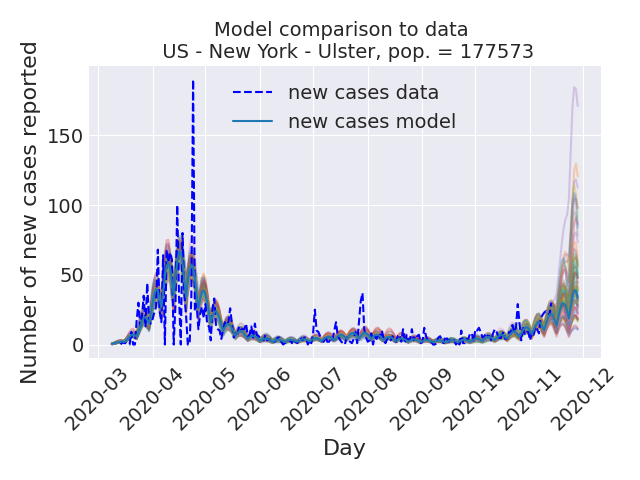 Model comparison to data
US - New York - Ulster, pop. = 177573
Number of new cases reported
150
100
50
0
new cases data
new cases model
2020-03
2020-04
2020-05
2020-06
2020-07
2020-08
2020-09
2020-10
2020-11
2020-12
Day